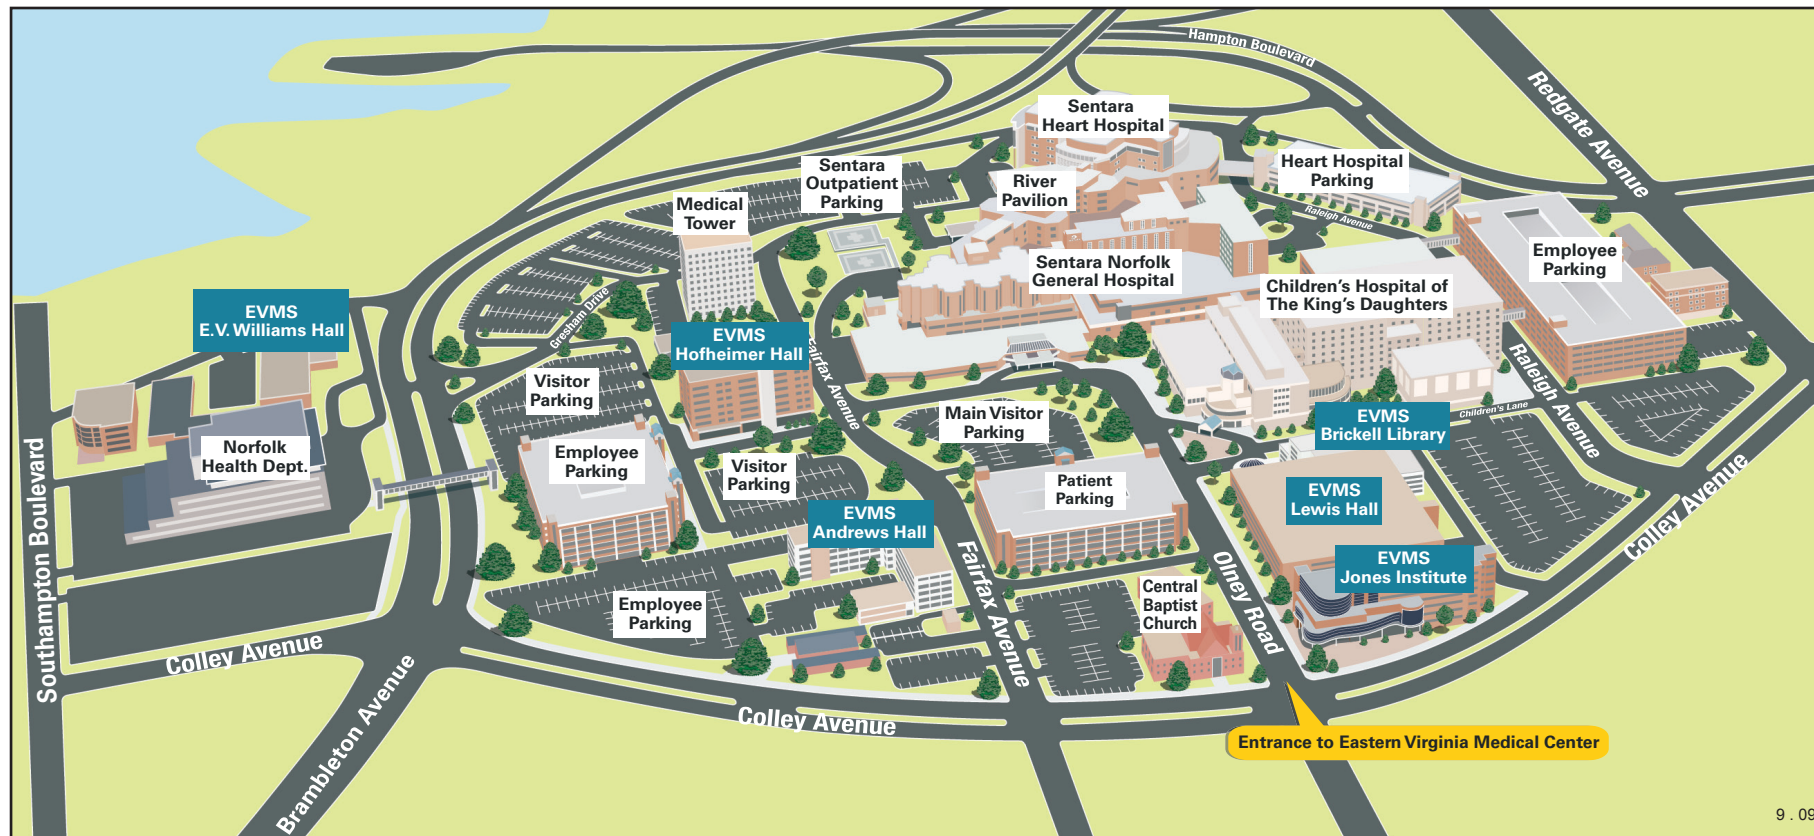 Hampton Boulevard
Redgate Avenue
Sentara
Heart Hospital
Heart Hospital
Parking
Sentara
Outpatient
Parking
River
Pavilion
Medical
Tower
Raleigh Avenue
Employee
Parking
Sentara Norfolk
General Hospital
Children's Hospital of
The King's Daughters
EVMS
E.V. Williams Hall
Gresham Drive
EVMS
Hofheimer Hall
Fairfax Avenue
Raleigh Avenue
Visitor
Parking
Main Visitor
Parking
Children's Lane
EVMS
Brickell Library
Norfolk
Health Dept.
Employee
Parking
Visitor
Parking
Patient
Parking
EVMS
Lewis Hall
EVMS
Andrews Hall
Colley Avenue
Southampton Boulevard
Fairfax Avenue
Olney Road
EVMS
Jones Institute
Employee
Parking
Central
Baptist
Church
Colley Avenue
Brambleton Avenue
Colley Avenue
Entrance to Eastern Virginia Medical Center
9 . 09